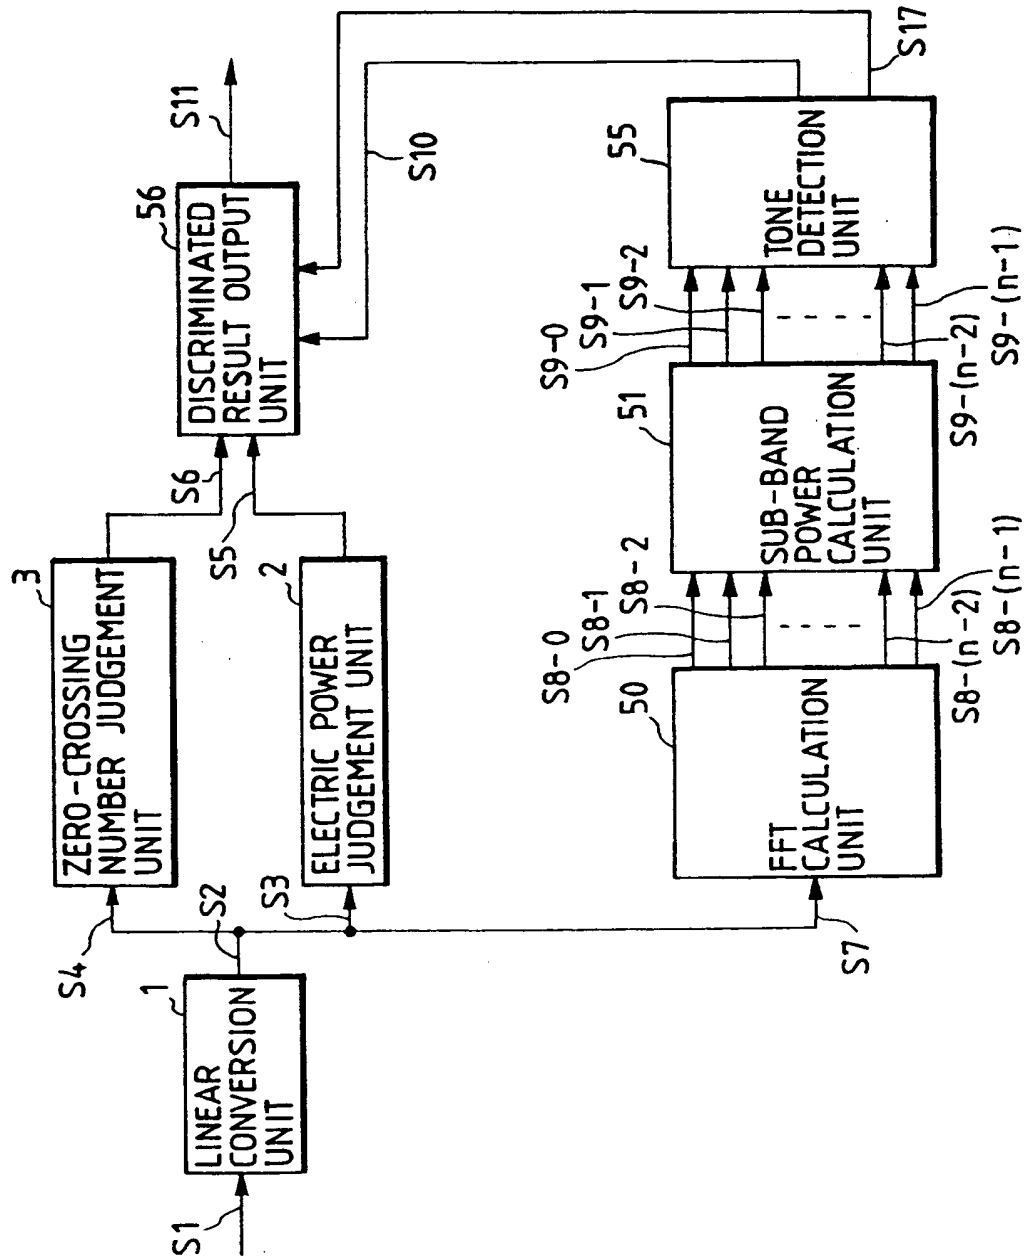 S1
1
LINEAR
CONVERSION
UNIT
S2
S4
3
ZERO-CROSSING
NUMBER JUDGEMENT
UNIT
S3
2
ELECTRIC POWER
JUDGEMENT UNIT
S6
S5
56
DISCRIMINATED
RESULT OUTPUT
UNIT
S11
S10
S17
S7
50
FFT
CALCULATION
UNIT
S8-0
S8-1
S8-2
S8-(n-2)
S8-(n-1)
51
SUB-BAND
POWER
CALCULATION
UNIT
S9-0
S9-1
S9-2
S9-(n-2)
S9-(n-1)
55
TONE
DETECTION
UNIT